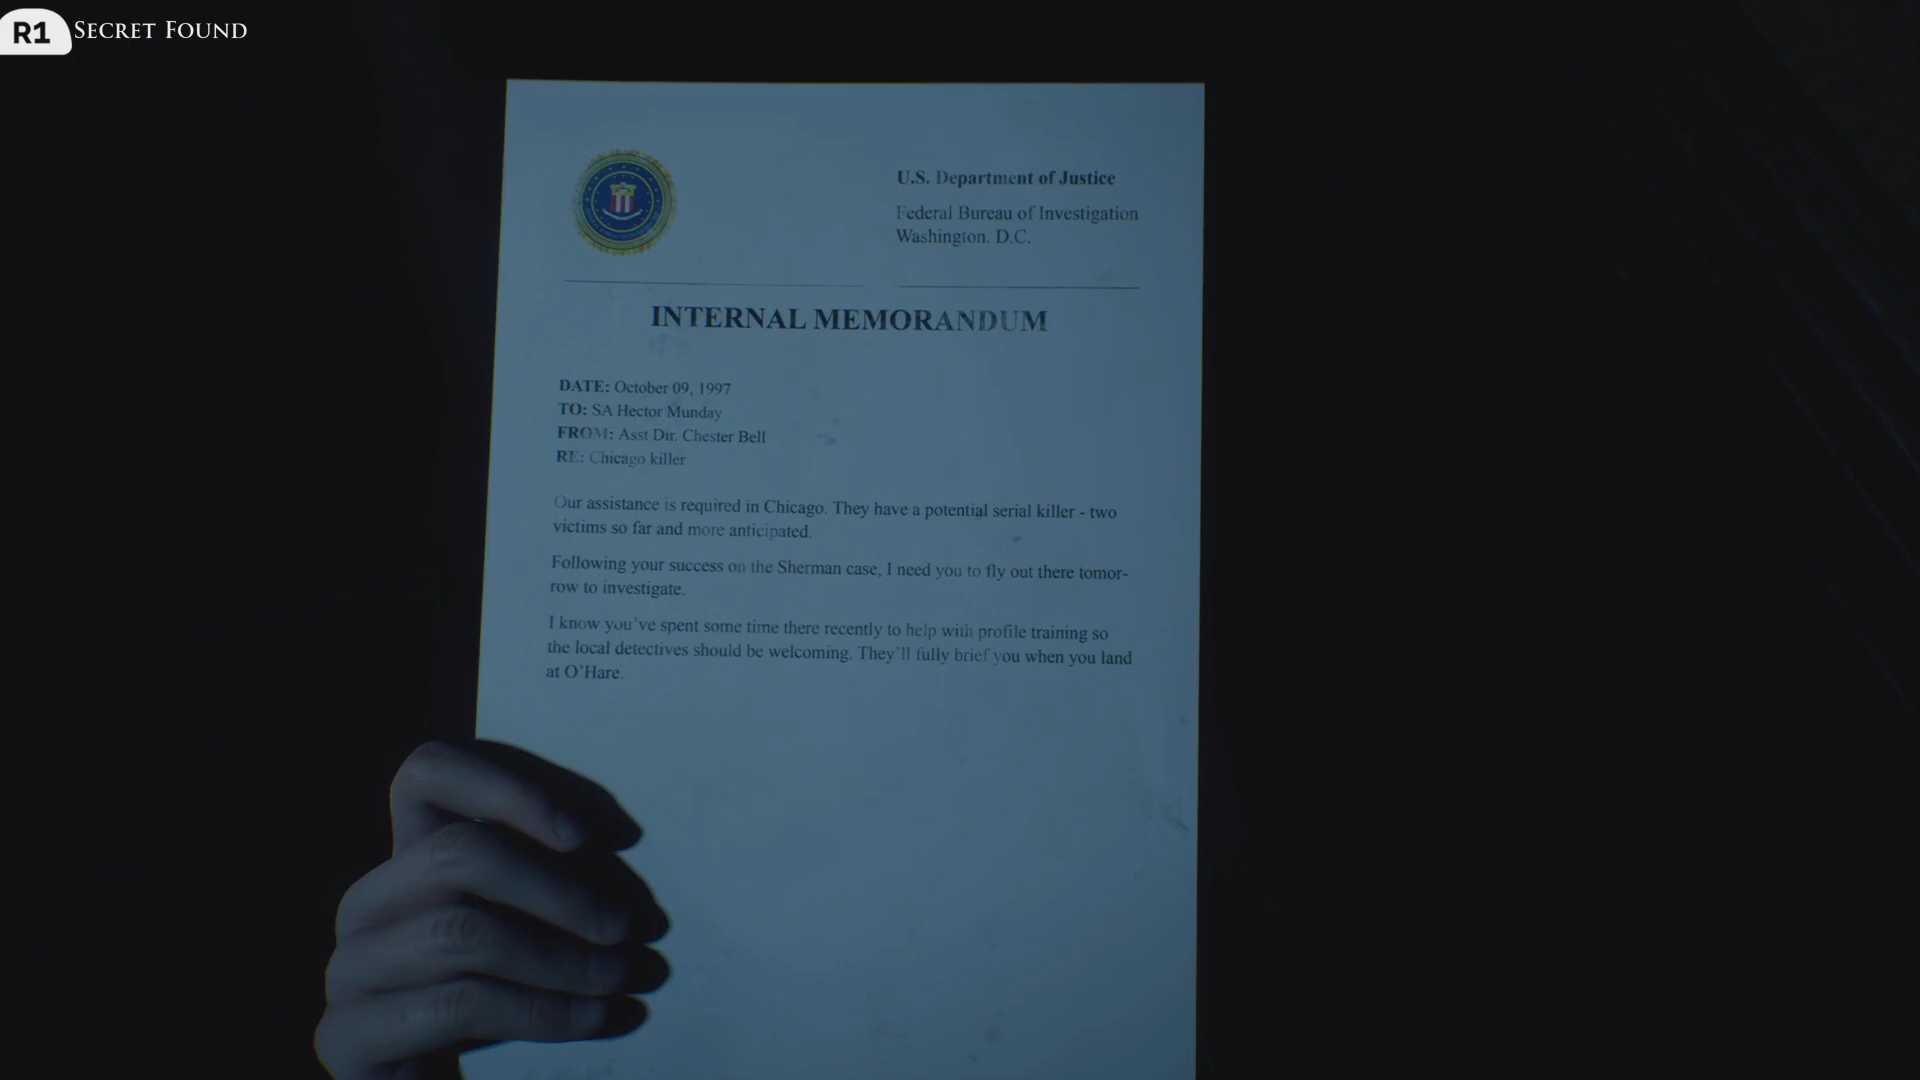 R1 Secret Found
U.S. Department of Justice
Federal Bureau of Investigation
Washington. D.C.
INTERNAL MEMORANDUM
DATE: October 09, 1997
TO: SA Hector Munday
FROM: Asst Dir. Chester Bell
RE: Chicago killer
Our assistance is required in Chicago. They have a potential serial killer - two
victims so far and more anticipated.
Following your success on the Sherman case, I need you to fly out there tomor-
row to investigate.
I know you've spent some time there recently to help with profile training so
the local detectives should be welcoming. They'll fully brief you when you land
at O'Hare.